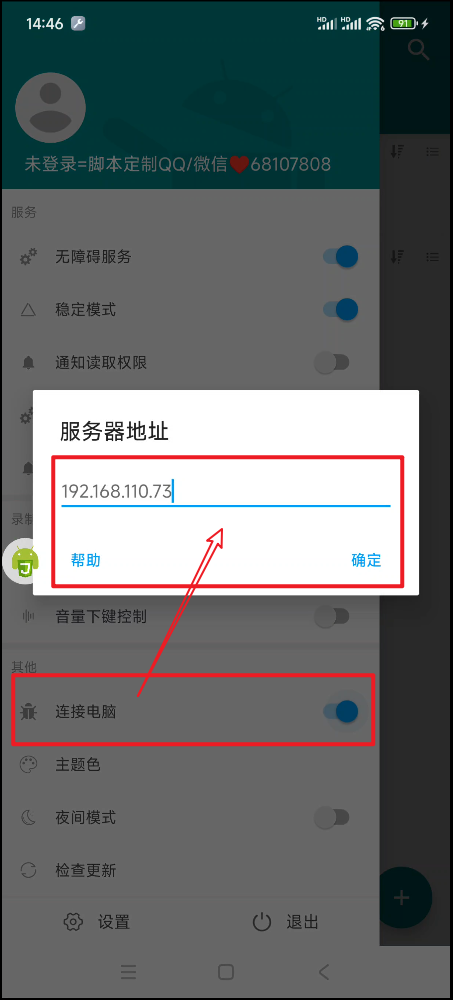 14:46
HD HD 6 91
未登录=脚本定制QQ/微信❤️68107808
服务
无障碍服务
稳定模式
通知读取权限
服务器地址
192.168.110.73
帮助 确定
录制
音量下键控制
其他
连接电脑
主题色
夜间模式
检查更新
设置 退出